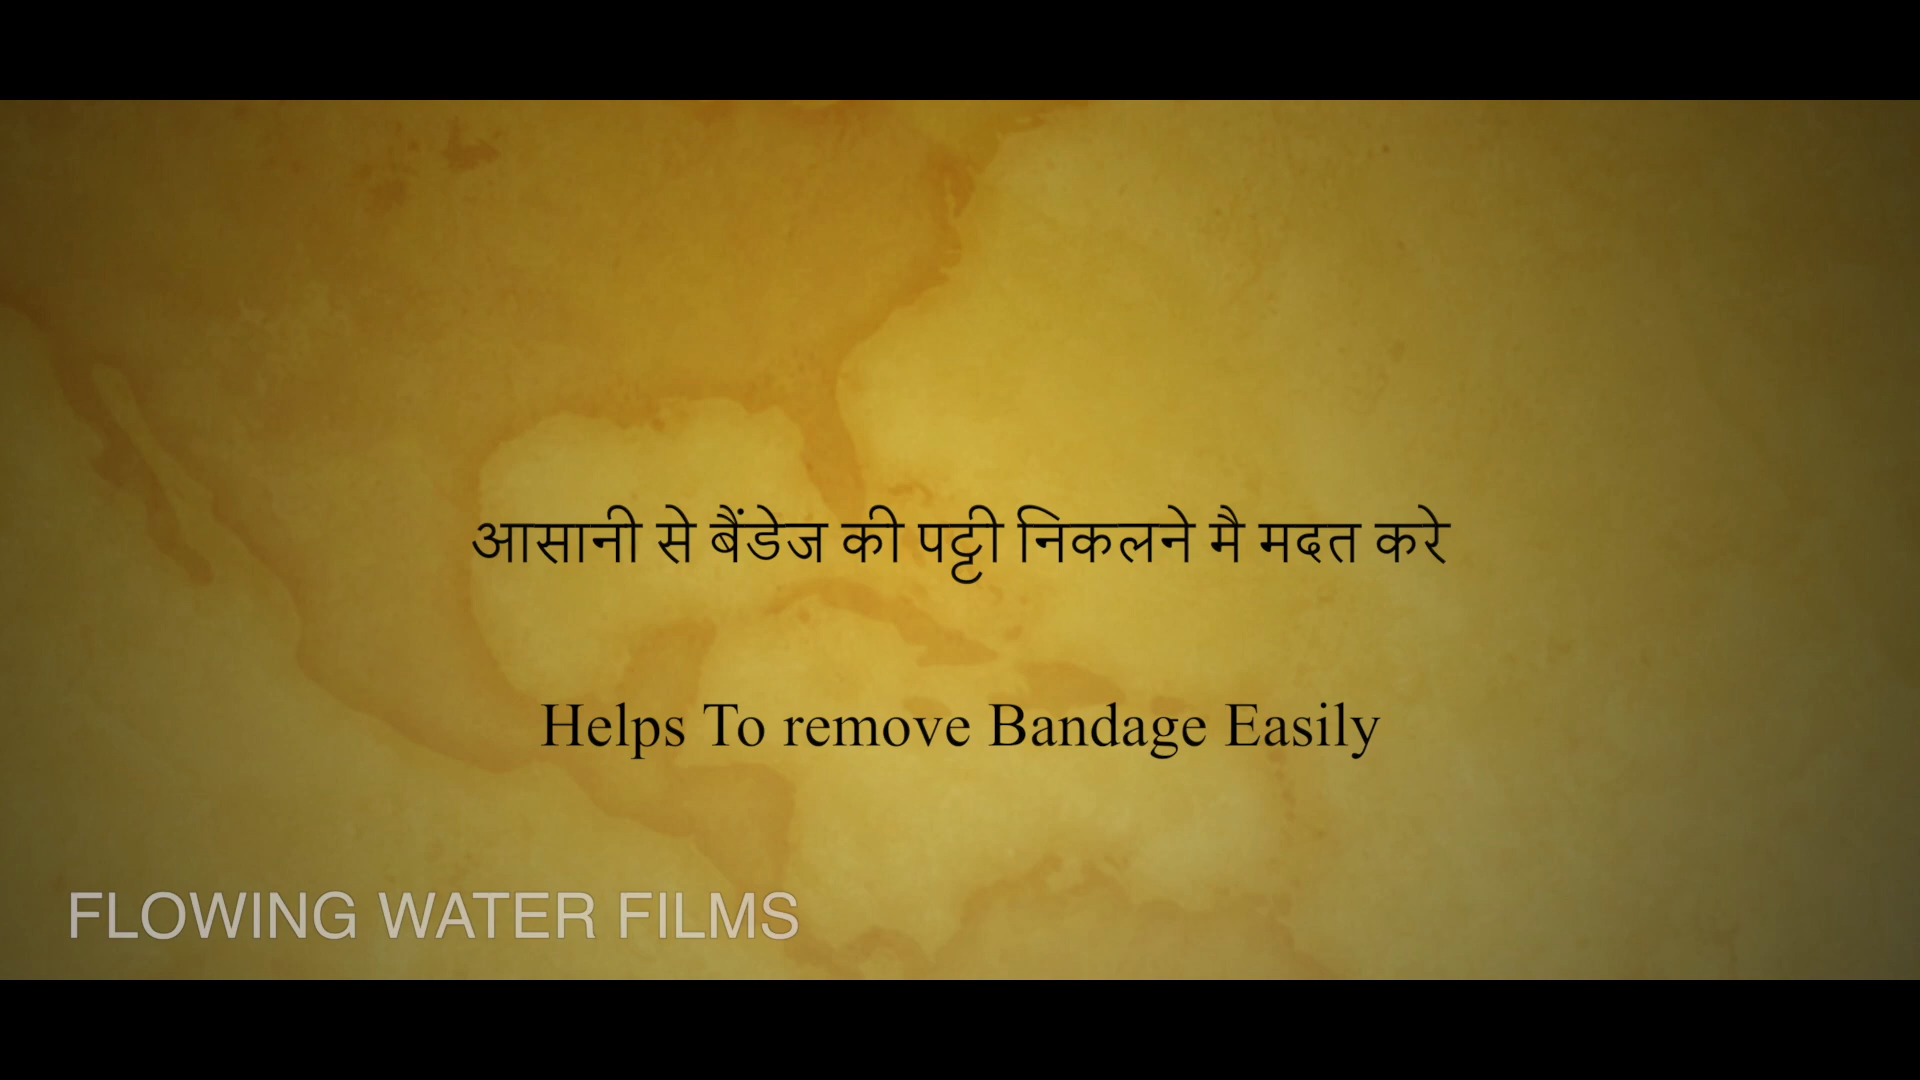 आसानी से बैंडेज की पट्टी निकलने मै मदत करे
Helps To remove Bandage Easily
FLOWING WATER FILMS